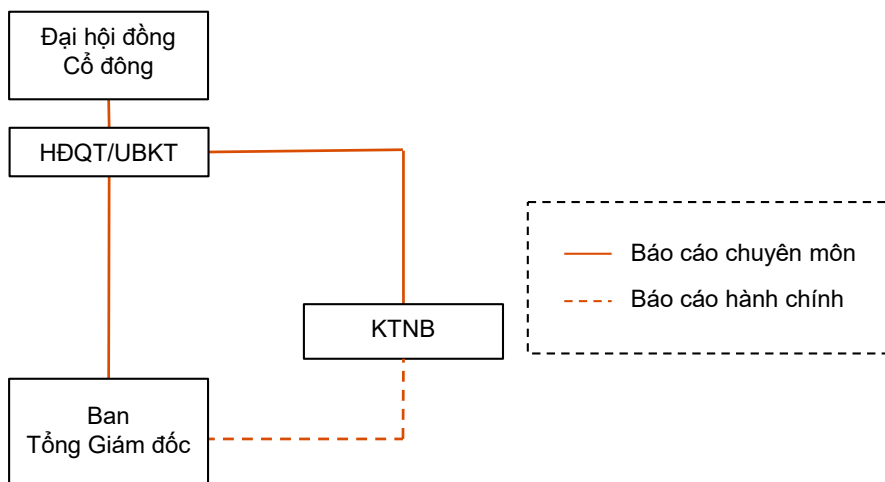 Đại hội đồng
Cổ đông
HĐQT/UBKT
Báo cáo chuyên môn
Báo cáo hành chính
KTNB
Ban
Tổng Giám đốc